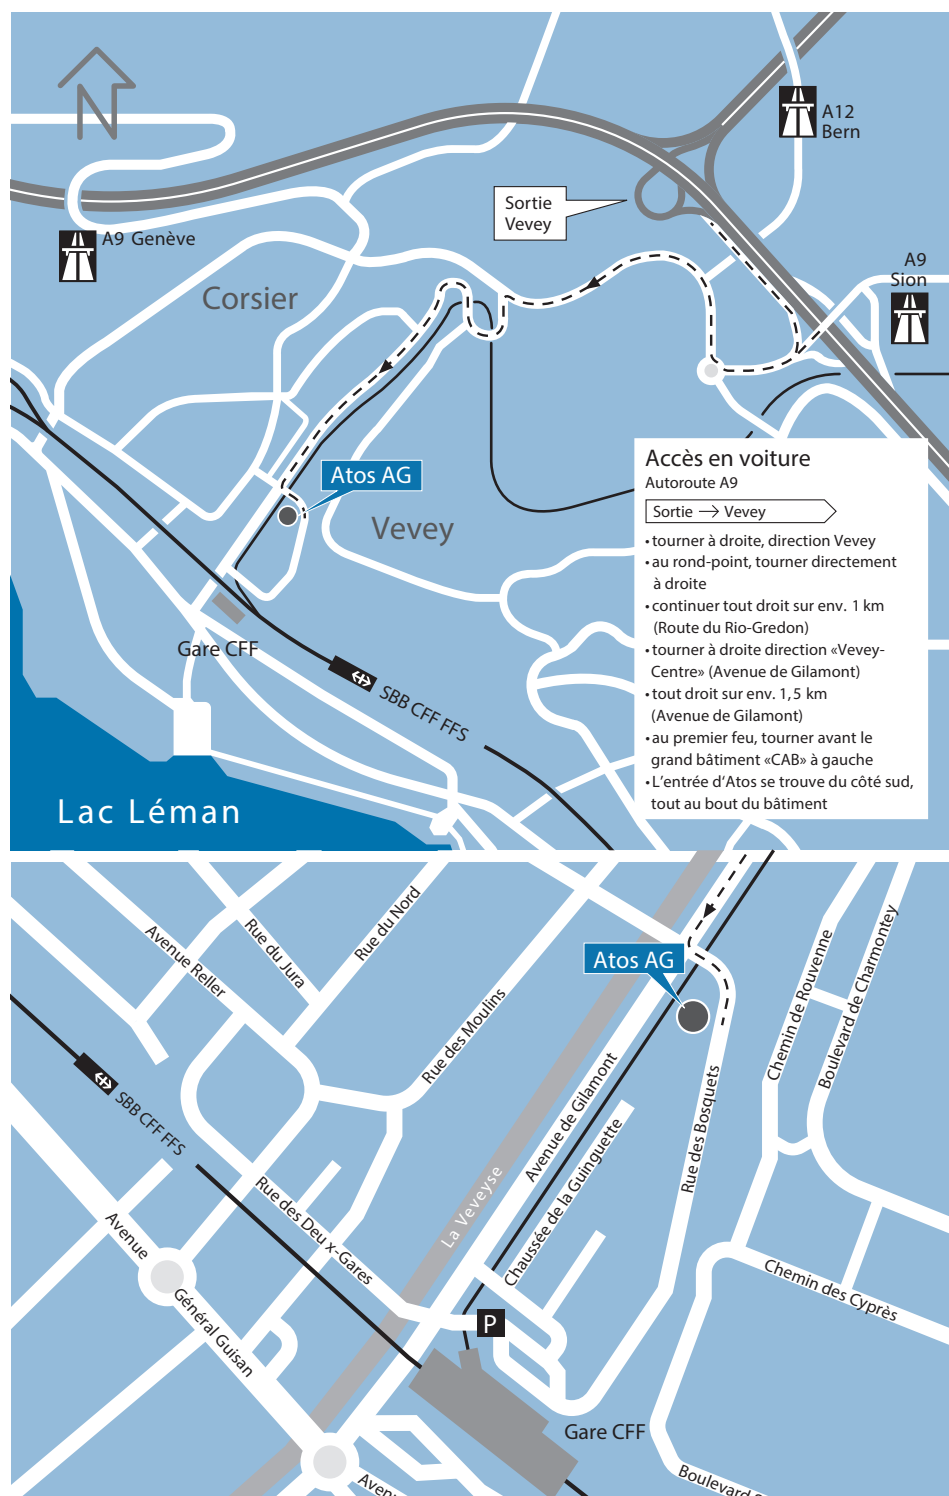 N
A12
Bern
Sortie
Vevey
A9 Genève
A9
Sion
Corsier
Atos AG
Vevey
Gare CFF
SBB CFF FFS
Lac Léman
Accès en voiture
Autoroute A9
Sortie → Vevey
• tourner à droite, direction Vevey
• au rond-point, tourner directement
à droite
• continuer tout droit sur env. 1 km
(Route du Rio-Gredon)
• tourner à droite direction «Vevey-
Centre» (Avenue de Gilamont)
• tout droit sur env. 1,5 km
(Avenue de Gilamont)
• au premier feu, tourner avant le
grand bâtiment «CAB» à gauche
• L'entrée d'Atos se trouve du côté sud,
tout au bout du bâtiment
Avenue Reller
Rue du Jura
Rue du Nord
Rue des Moulins
Atos AG
Chemin de Rouvenne
Boulevard de Charmontey
SBB CFF FFS
Avenue de Gilamont
Chaussée de la Guinguette
Rue des Bosquets
La Veveyse
Rue des Deu x-Gares
Avenue
Général Guisan
Chemin des Cyprès
P
Gare CFF
Boulevard
Aven